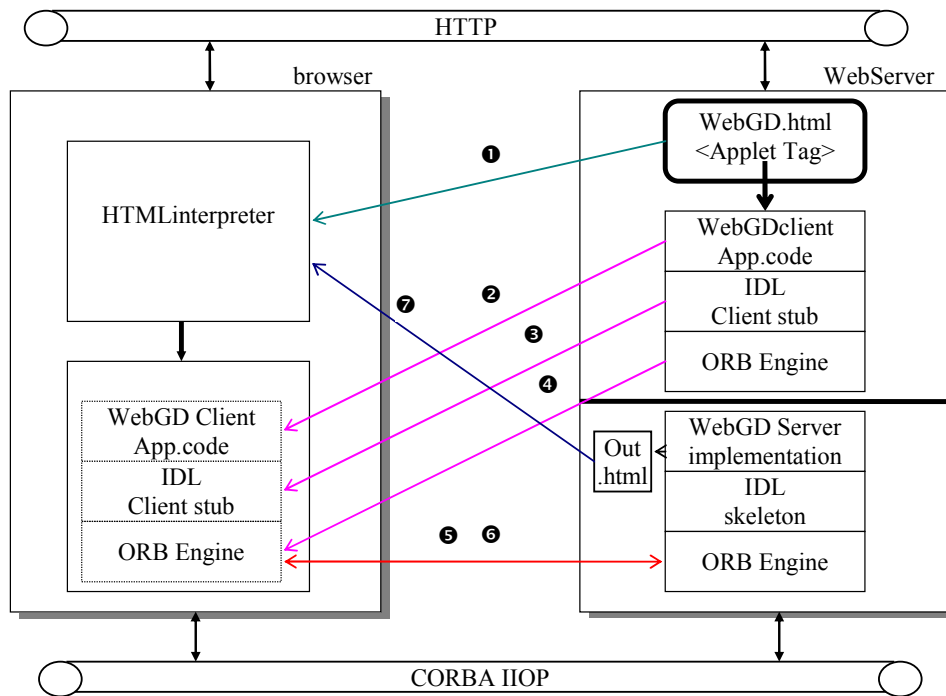 HTTP
browser
WebServer
WebGD.html
<Applet Tag>
❶
HTMLinterpreter
WebGDclient
App.code
❷
❼
IDL
Client stub
❸
ORB Engine
❹
WebGD Client
App.code
WebGD Server
implementation
Out
.html
IDL
Client stub
IDL
skeleton
❺ ❻
ORB Engine
ORB Engine
CORBA IIOP